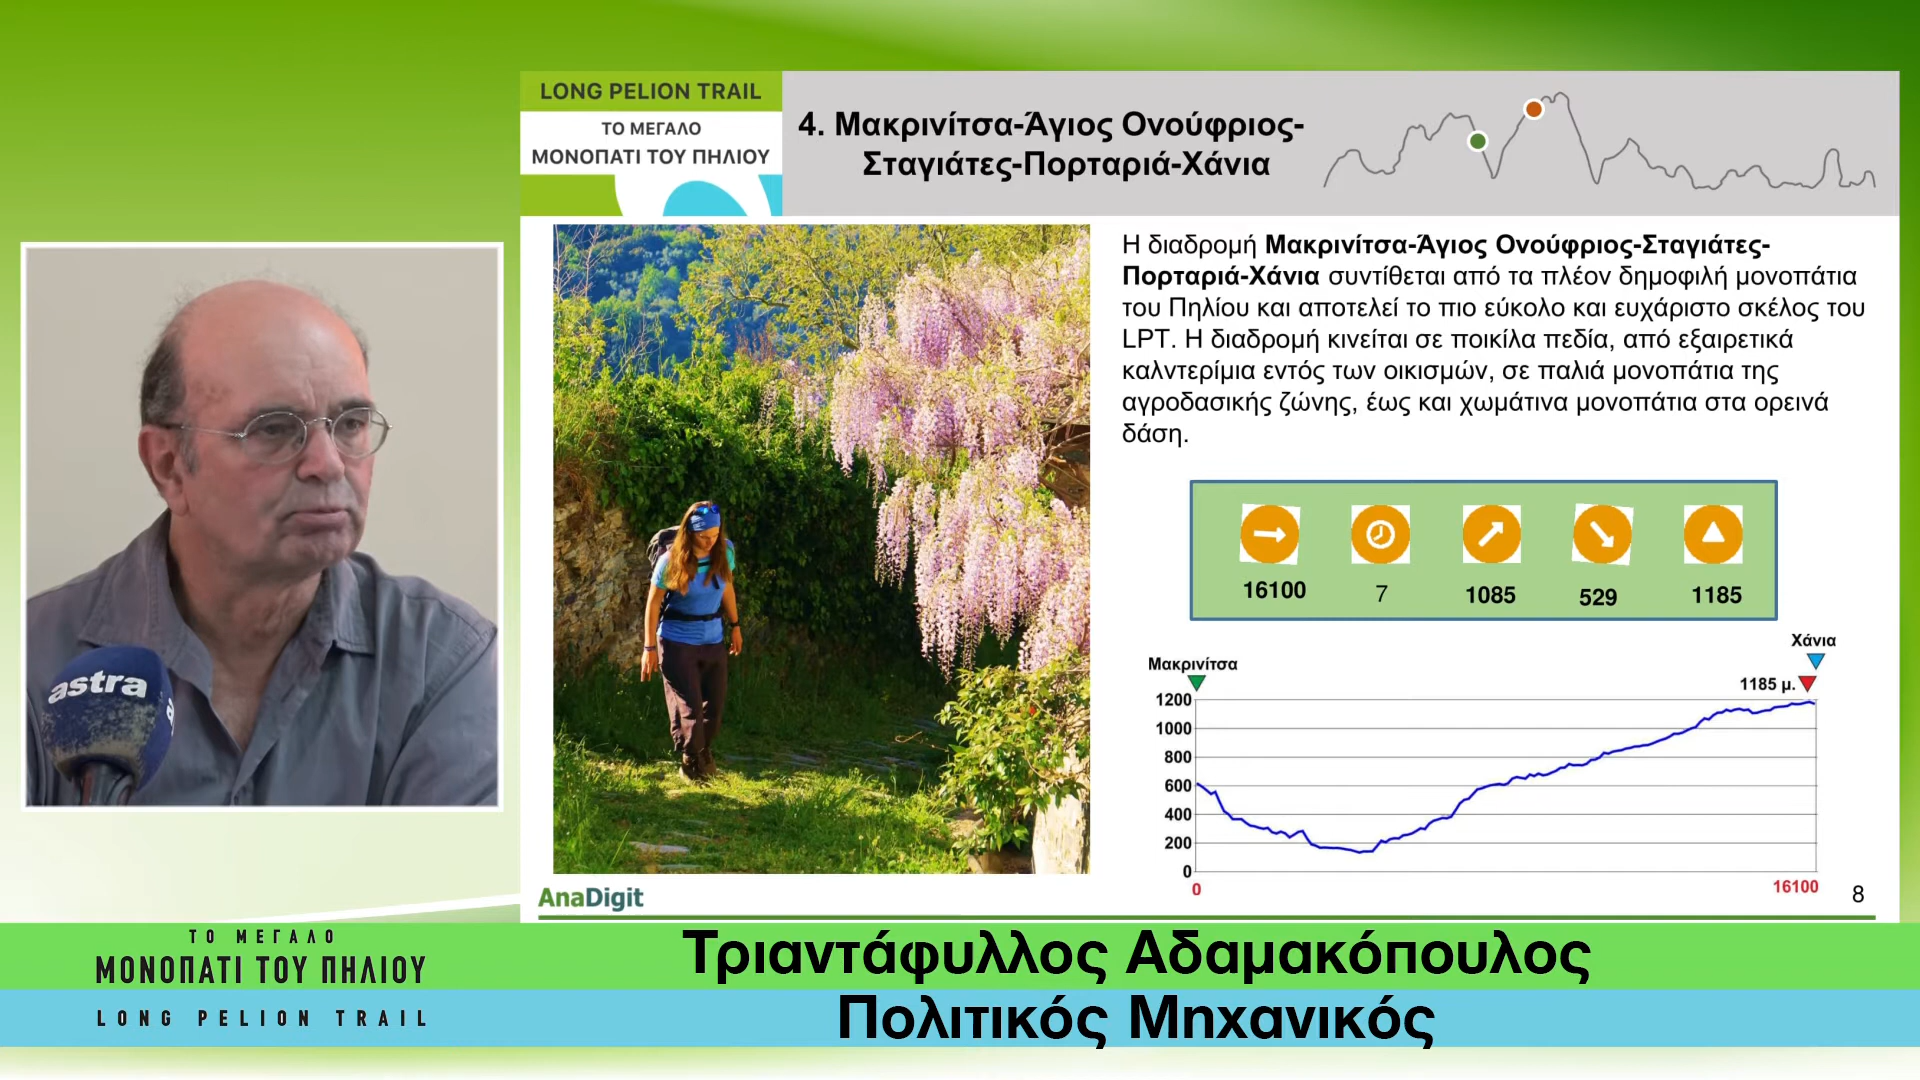 LONG PELION TRAIL
ΤΟ ΜΕΓΑΛΟ
ΜΟΝΟΠΑΤΙ ΤΟΥ ΠΗΛΙΟΥ
4. Μακρινίτσα-Άγιος Ονούφριος-
Σταγιάτες-Πορταριά-Χάνια
Η διαδρομή Μακρινίτσα-Άγιος Ονούφριος-Σταγιάτες-
Πορταριά-Χάνια συντίθεται από τα πλέον δημοφιλή μονοπάτια
του Πηλίου και αποτελεί το πιο εύκολο και ευχάριστο σκέλος του
LPT. Η διαδρομή κινείται σε ποικίλα πεδία, από εξαιρετικά
καλντερίμια εντός των οικισμών, σε παλιά μονοπάτια της
αγροδασικής ζώνης, έως και χωμάτινα μονοπάτια στα ορεινά
δάση.
16100 7 1085 529 1185
Χάνια
Μακρινίτσα
1185 μ.
1200
1000
800
600
400
200
0
0 16100
8
AnaDigit
astra
ΤΟ ΜΕΓΑΛΟ
ΜΟΝΟΠΑΤΙ ΤΟΥ ΠΗΛΙΟΥ
LONG PELION TRAIL
Τριαντάφυλλος Αδαμακόπουλος
Πολιτικός Μηχανικός